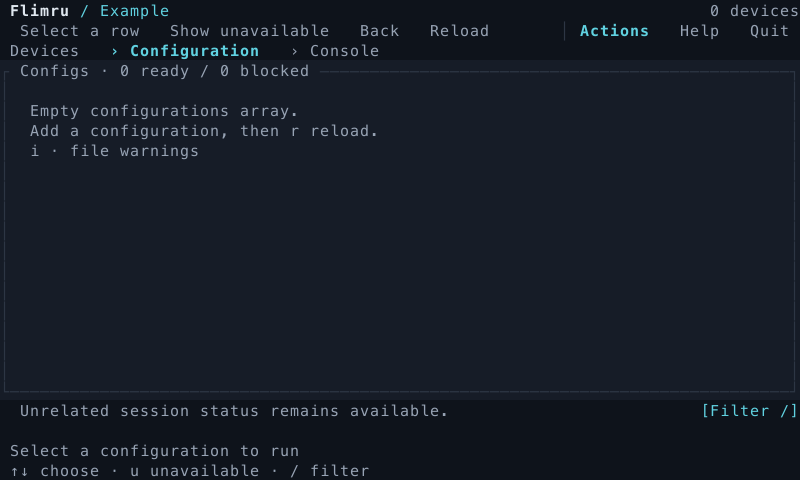 Flimru / Example 0 devices
Select a row Show unavailable Back Reload │ Actions Help Quit
Devices › Configuration › Console
Configs · 0 ready / 0 blocked
Empty configurations array.
Add a configuration, then r reload.
i · file warnings
Unrelated session status remains available. [Filter /]
Select a configuration to run
↑↓ choose · u unavailable · / filter